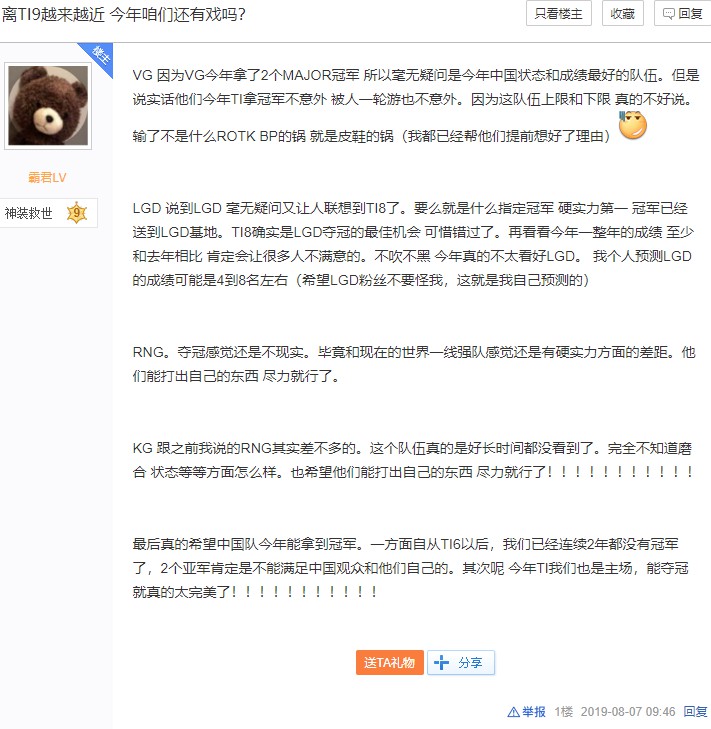 离TI9越来越近 今年咱们还有戏吗?
只看楼主
收藏
回复
楼主
霸君LV
神装救世
9
VG 因为VG今年拿了2个MAJOR冠军 所以毫无疑问是今年中国状态和成绩最好的队伍。但是
说实话他们今年TI拿冠军不意外 被人一轮游也不意外。因为这队伍上限和下限 真的不好说。
输了不是什么ROTK BP的锅 就是皮鞋的锅（我都已经帮他们提前想好了理由）
LGD 说到LGD 毫无疑问又让人联想到TI8了。要么就是什么指定冠军 硬实力第一 冠军已经
送到LGD基地。TI8确实是LGD夺冠的最佳机会 可惜错过了。再看看今年一整年的成绩 至少
和去年相比 肯定会让很多人不满意的。不吹不黑 今年真的不太看好LGD。 我个人预测LGD
的成绩可能是4到8名左右（希望LGD粉丝不要怪我，这就是我自己预测的）
RNG。夺冠感觉还是不现实。毕竟和现在的世界一线强队感觉还是有硬实力方面的差距。他
们能打出自己的东西 尽力就行了。
KG 跟之前我说的RNG其实差不多的。这个队伍真的是好长时间都没看到了。完全不知道磨
合 状态等等方面怎么样。也希望他们能打出自己的东西 尽力就行了！！！！！！！！！！！
最后真的希望中国队今年能拿到冠军。一方面自从TI6以后，我们已经连续2年都没有冠军
了，2个亚军肯定是不能满足中国观众和他们自己的。其次呢 今年TI我们也是主场，能夺冠
就真的太完美了！！！！！！！！！！！
送TA礼物
分享
举报 1楼 2019-08-07 09:46 回复